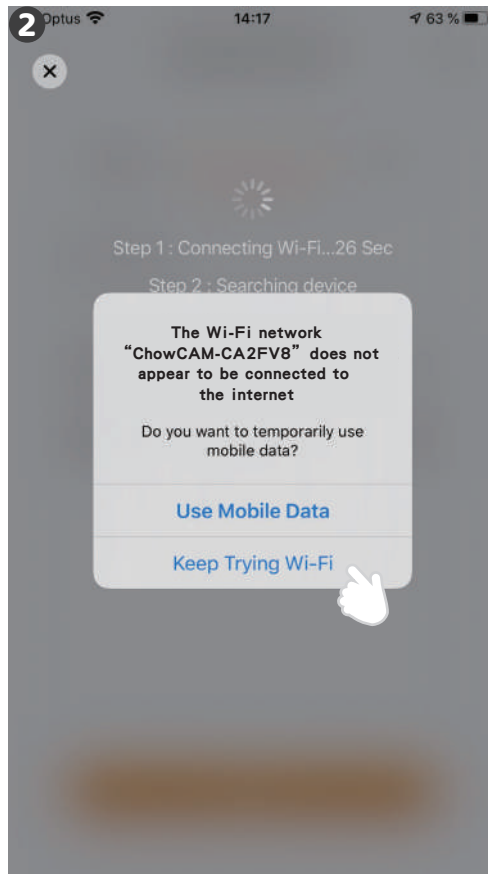 2
Optus 14:17 63 %
×
Step 1 : Connecting Wi-Fi...26 Sec
Step 2 : Searching device
The Wi-Fi network
“ChowCAM-CA2FV8” does not
appear to be connected to
the internet
Do you want to temporarily use
mobile data?
Use Mobile Data
Keep Trying Wi-Fi